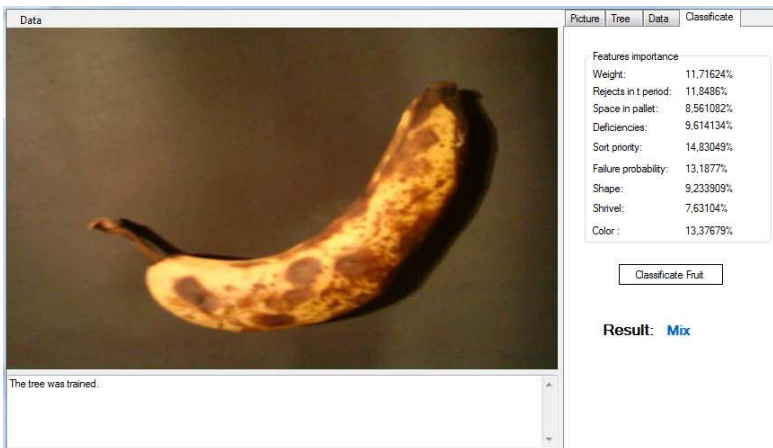 Data
Picture Tree Data Classificate
Features importance
Weight: 11,71624%
Rejects in t period: 11,8486%
Space in pallet: 8,561082%
Deficiencies: 9,614134%
Sort priority: 14,83049%
Failure probability: 13,1877%
Shape: 9,233909%
Shrivel: 7,63104%
Color : 13,37679%
Classificate Fruit
Result: Mix
The tree was trained.